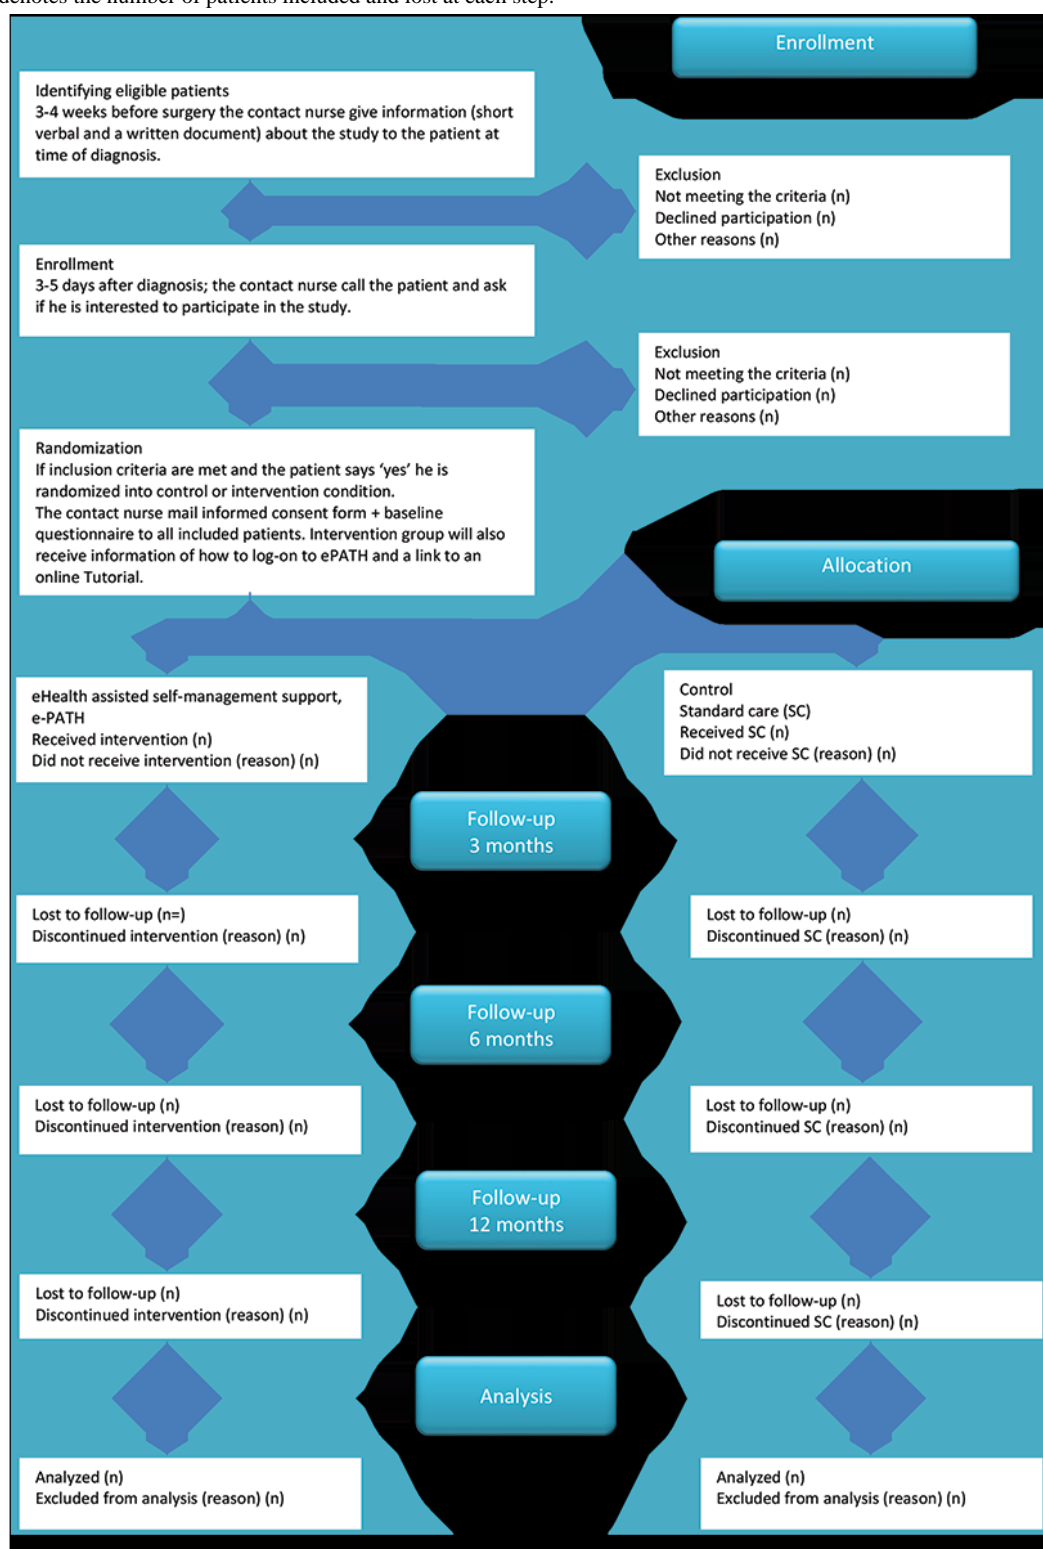 denotes the number of patients included and lost at each step.
Enrollment
Identifying eligible patients
3-4 weeks before surgery the contact nurse give information (short
verbal and a written document) about the study to the patient at
time of diagnosis.
Exclusion
Not meeting the criteria (n)
Declined participation (n)
Other reasons (n)
Enrollment
3-5 days after diagnosis; the contact nurse call the patient and ask
if he is interested to participate in the study.
Exclusion
Not meeting the criteria (n)
Declined participation (n)
Other reasons (n)
Randomization
If inclusion criteria are met and the patient says ‘yes’ he is
randomized into control or intervention condition.
The contact nurse mail informed consent form + baseline
questionnaire to all included patients. Intervention group will also
receive information of how to log-on to ePATH and a link to an
online Tutorial.
Allocation
eHealth assisted self-management support,
e-PATH
Received intervention (n)
Did not receive intervention (reason) (n)
Control
Standard care (SC)
Received SC (n)
Did not receive SC (reason) (n)
Follow-up
3 months
Lost to follow-up (n=)
Discontinued intervention (reason) (n)
Lost to follow-up (n)
Discontinued SC (reason) (n)
Follow-up
6 months
Lost to follow-up (n)
Discontinued intervention (reason) (n)
Lost to follow-up (n)
Discontinued SC (reason) (n)
Follow-up
12 months
Lost to follow-up (n)
Discontinued intervention (reason) (n)
Lost to follow-up (n)
Discontinued SC (reason) (n)
Analysis
Analyzed (n)
Excluded from analysis (reason) (n)
Analyzed (n)
Excluded from analysis (reason) (n)